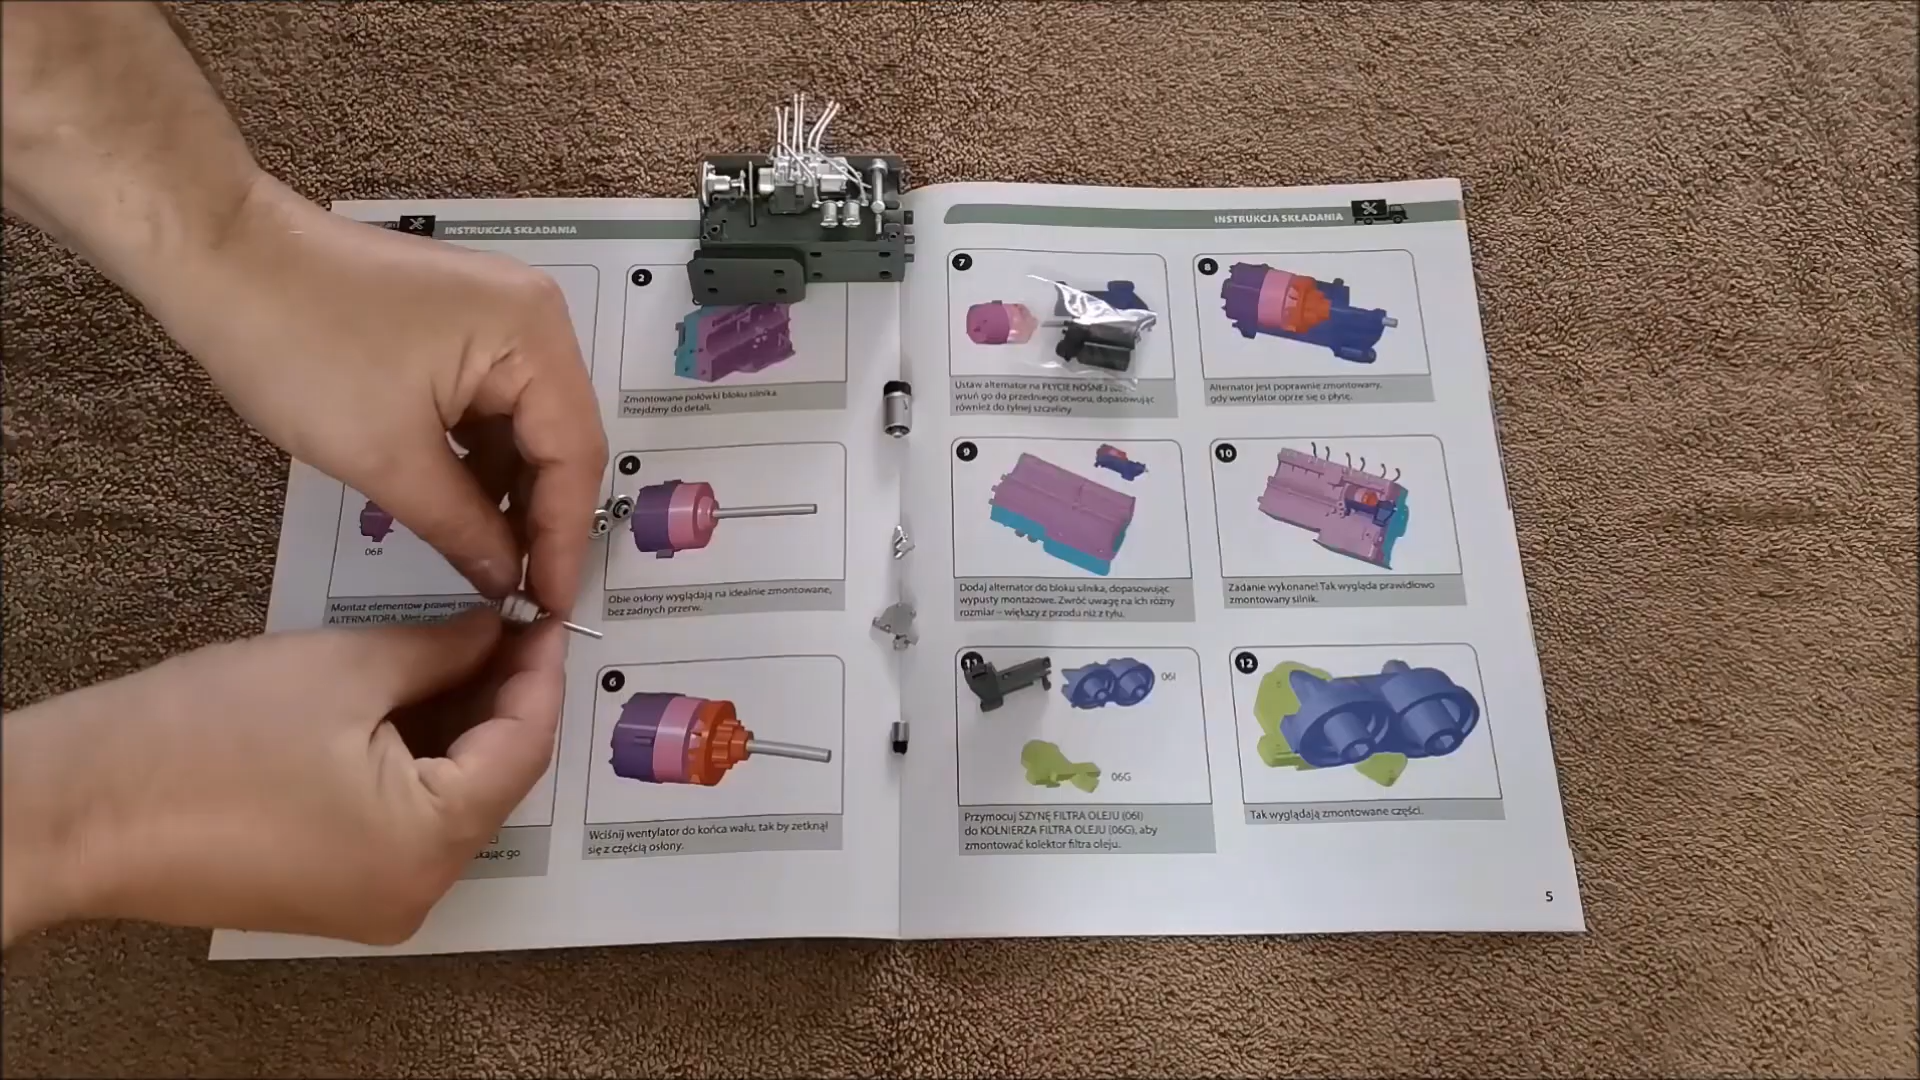 INSTRUKCJA SKŁADANIA
2
Zmontowane połówki bloku silnika.
Przejdźmy do detali.
06B
Montaż elementów prawej
ALTERNATORA.
4
Obie osłony wyglądają na idealnie zmontowane,
bez żadnych przerw.
6
Wciśnij wentylator do końca wału, tak by zetknął
się z częścią osłony.
INSTRUKCJA SKŁADANIA
7
Ustaw alternator na PŁYCIE NOŚNEJ
wsuń go do przedniego otworu, dopasowując
również do tylnej szczeliny.
8
Alternator jest poprawnie zmontowany,
gdy wentylator oprze się o płytę.
9
Dodaj alternator do bloku silnika, dopasowując
wypusty montażowe. Zwróć uwagę na ich różny
rozmiar – większy z przodu niż z tyłu.
10
Zadanie wykonane! Tak wygląda prawidłowo
zmontowany silnik.
11
06I
06G
Przymocuj SZYNĘ FILTRA OLEJU (06I)
do KOŁNIERZA FILTRA OLEJU (06G), aby
zmontować kolektor filtra oleju.
12
Tak wyglądają zmontowane części.
5